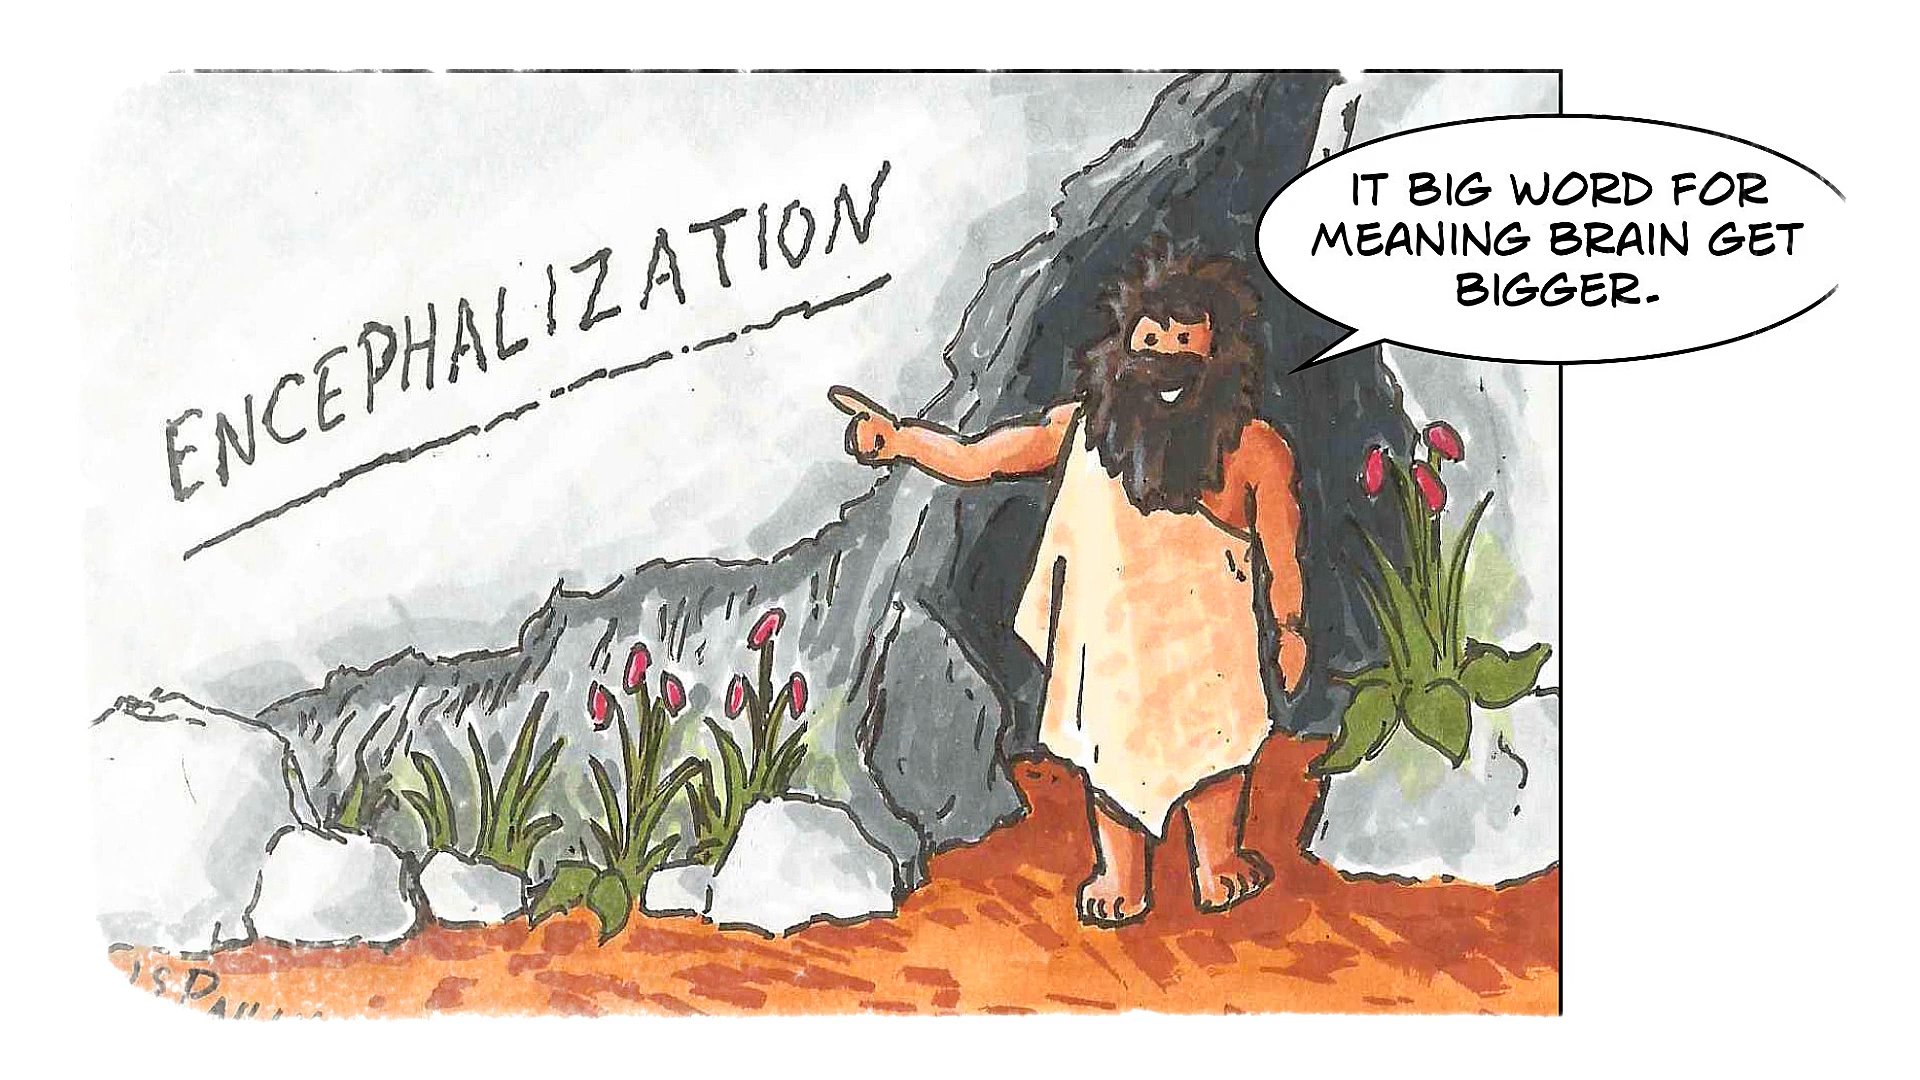 ENCEPHALIZATION
IT BIG WORD FOR
MEANING BRAIN GET
BIGGER.